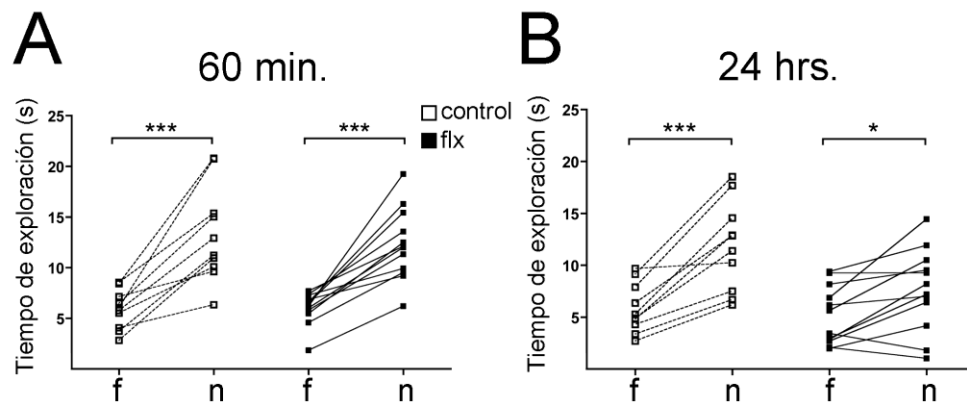 A
60 min.
Tiempo de exploración (s)
25
20
15
10
5
***
***
control
flx
f
n
f
n
B
24 hrs.
Tiempo de exploración (s)
25
20
15
10
5
***
*
f
n
f
n